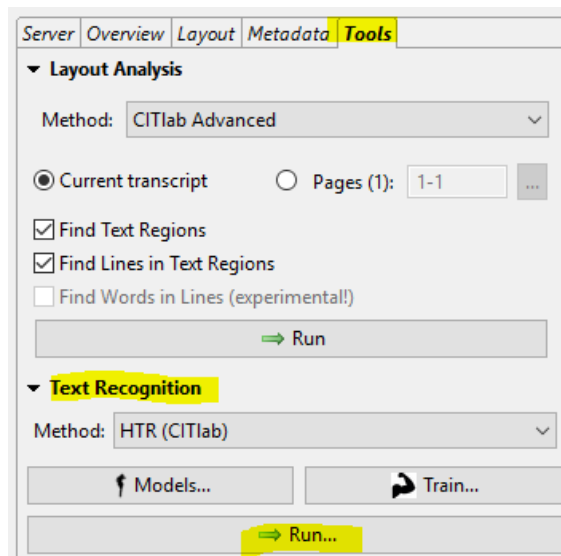 Server Overview Layout Metadata Tools
Layout Analysis
Method: CITlab Advanced
Current transcript Pages (1): 1-1 ...
Find Text Regions
Find Lines in Text Regions
Find Words in Lines (experimental!)
Run
Text Recognition
Method: HTR (CITlab)
Models... Train...
Run...